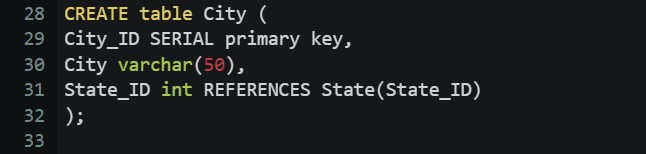 28 CREATE table City (
29 City_ID SERIAL primary key,
30 City varchar(50),
31 State_ID int REFERENCES State(State_ID)
32 );
33